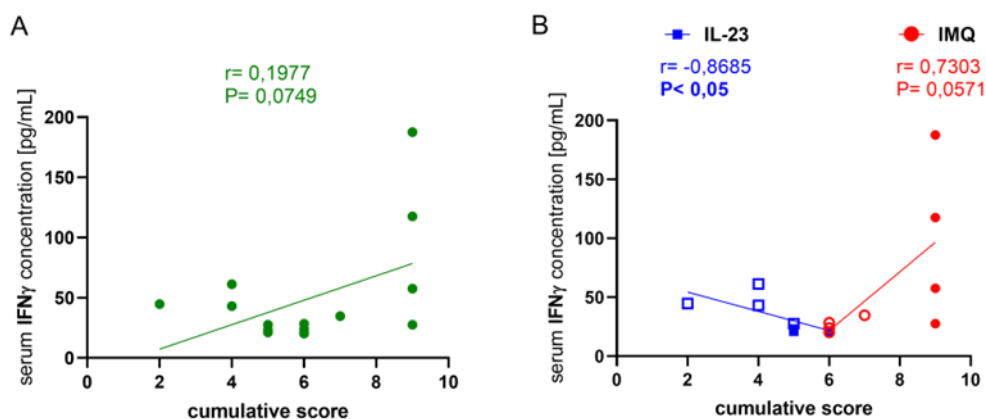 A
r= 0,1977
P= 0,0749
serum IFNγ concentration [pg/mL]
200
150
100
50
0
0 2 4 6 8 10
cumulative score
B
IL-23 IMQ
r= -0,8685 r= 0,7303
P< 0,05 P= 0,0571
serum IFNγ concentration [pg/mL]
200
150
100
50
0
0 2 4 6 8 10
cumulative score